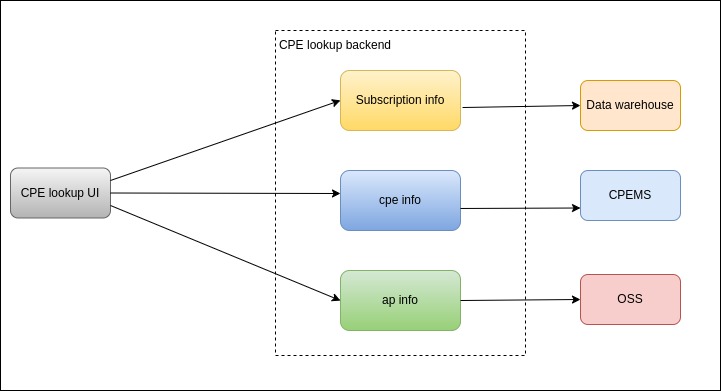 CPE lookup backend
Subscription info
Data warehouse
CPE lookup UI
cpe info
CPEMS
ap info
OSS